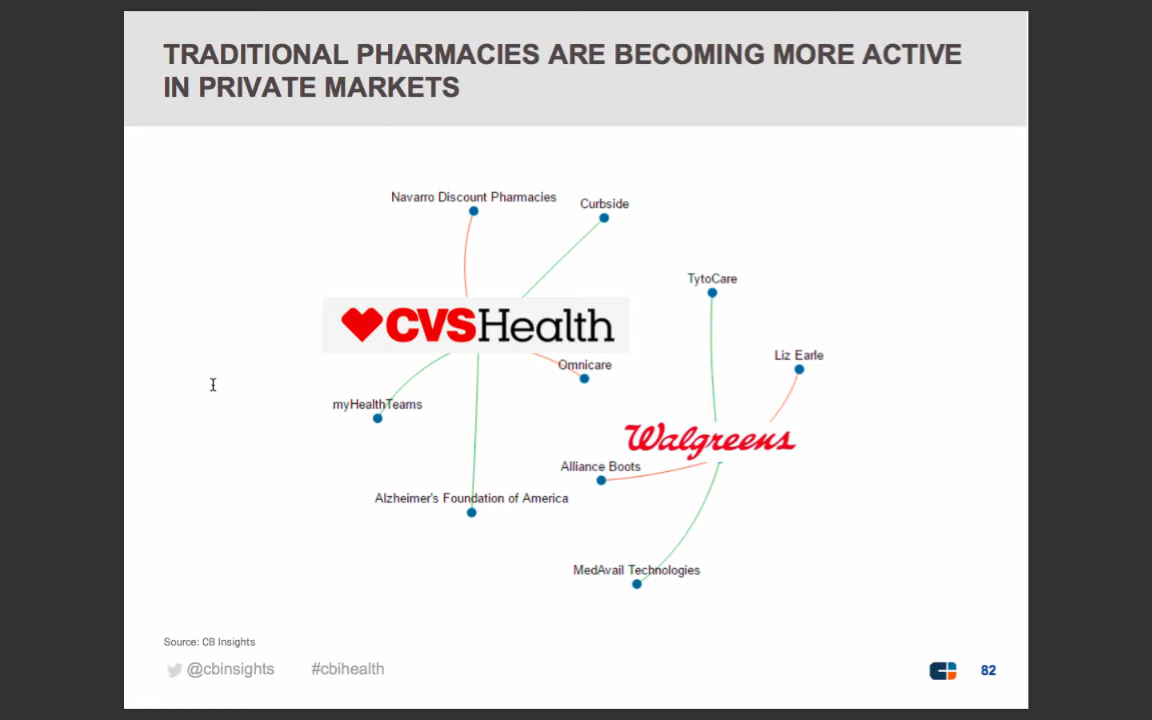 TRADITIONAL PHARMACIES ARE BECOMING MORE ACTIVE
IN PRIVATE MARKETS
Navarro Discount Pharmacies
Curbside
TytoCare
CVSHealth
Liz Earle
Omnicare
myHealthTeams
Walgreens
Alliance Boots
Alzheimer's Foundation of America
MedAvail Technologies
Source: CB Insights
@cbinsights #cbihealth
82